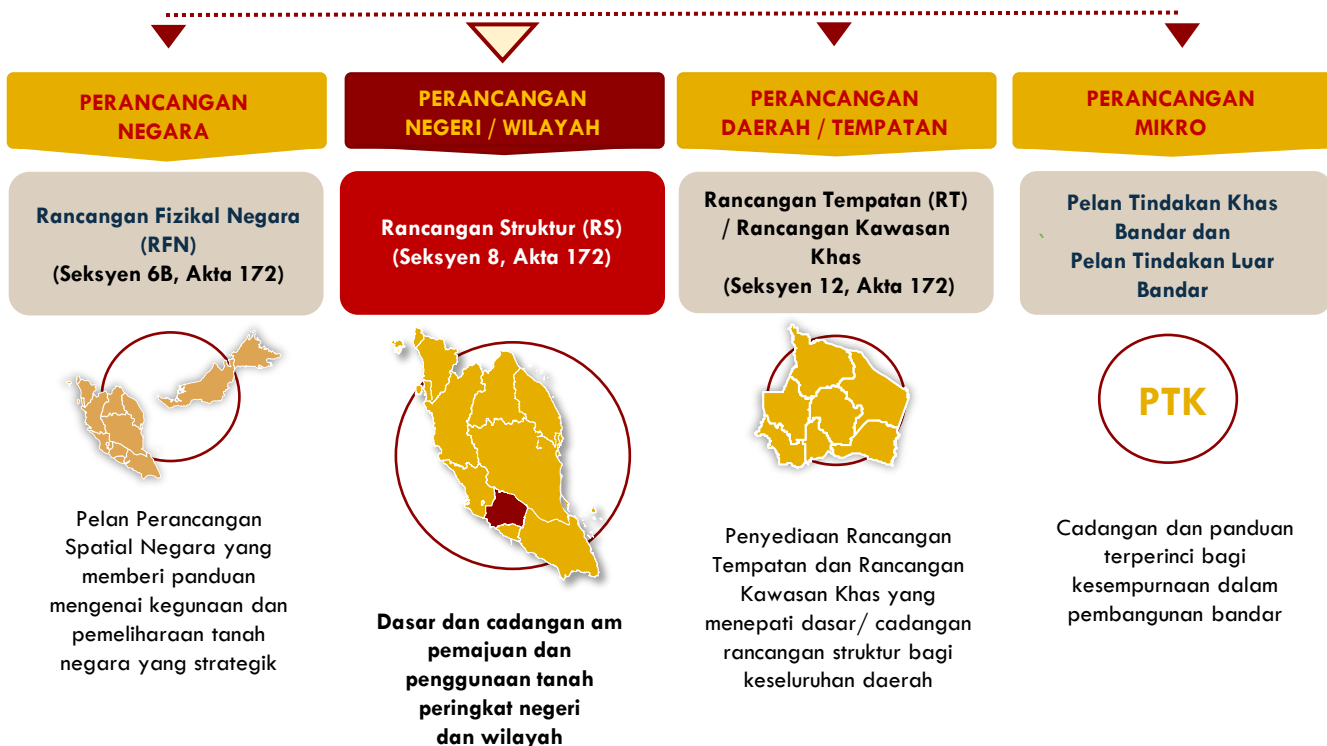 PERANCANGAN
NEGARA
PERANCANGAN
NEGERI / WILAYAH
PERANCANGAN
DAERAH / TEMPATAN
PERANCANGAN
MIKRO
Rancangan Fizikal Negara
(RFN)
(Seksyen 6B, Akta 172)
Rancangan Struktur (RS)
(Seksyen 8, Akta 172)
Rancangan Tempatan (RT)
/ Rancangan Kawasan
Khas
(Seksyen 12, Akta 172)
Pelan Tindakan Khas
Bandar dan
Pelan Tindakan Luar
Bandar
PTK
Pelan Perancangan
Spatial Negara yang
memberi panduan
mengenai kegunaan dan
pemeliharaan tanah
negara yang strategik
Dasar dan cadangan am
pemajuan dan
penggunaan tanah
peringkat negeri
dan wilayah
Penyediaan Rancangan
Tempatan dan Rancangan
Kawasan Khas yang
menepati dasar/ cadangan
rancangan struktur bagi
keseluruhan daerah
Cadangan dan panduan
terperinci bagi
kesempurnaan dalam
pembangunan bandar